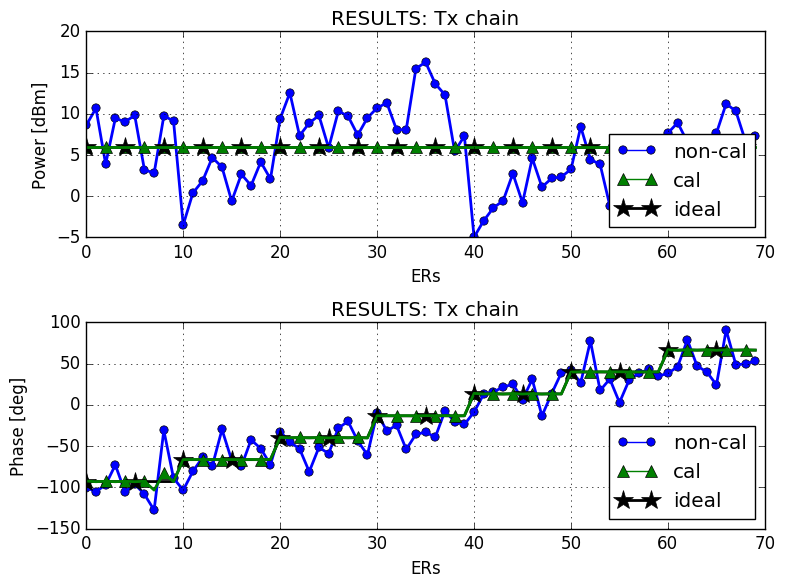 RESULTS: Tx chain
20
15
10
5
0
−5
Power [dBm]
non-cal
cal
ideal
0 10 20 30 40 50 60 70
ERs
RESULTS: Tx chain
100
50
0
−50
−100
−150
Phase [deg]
non-cal
cal
ideal
0 10 20 30 40 50 60 70
ERs